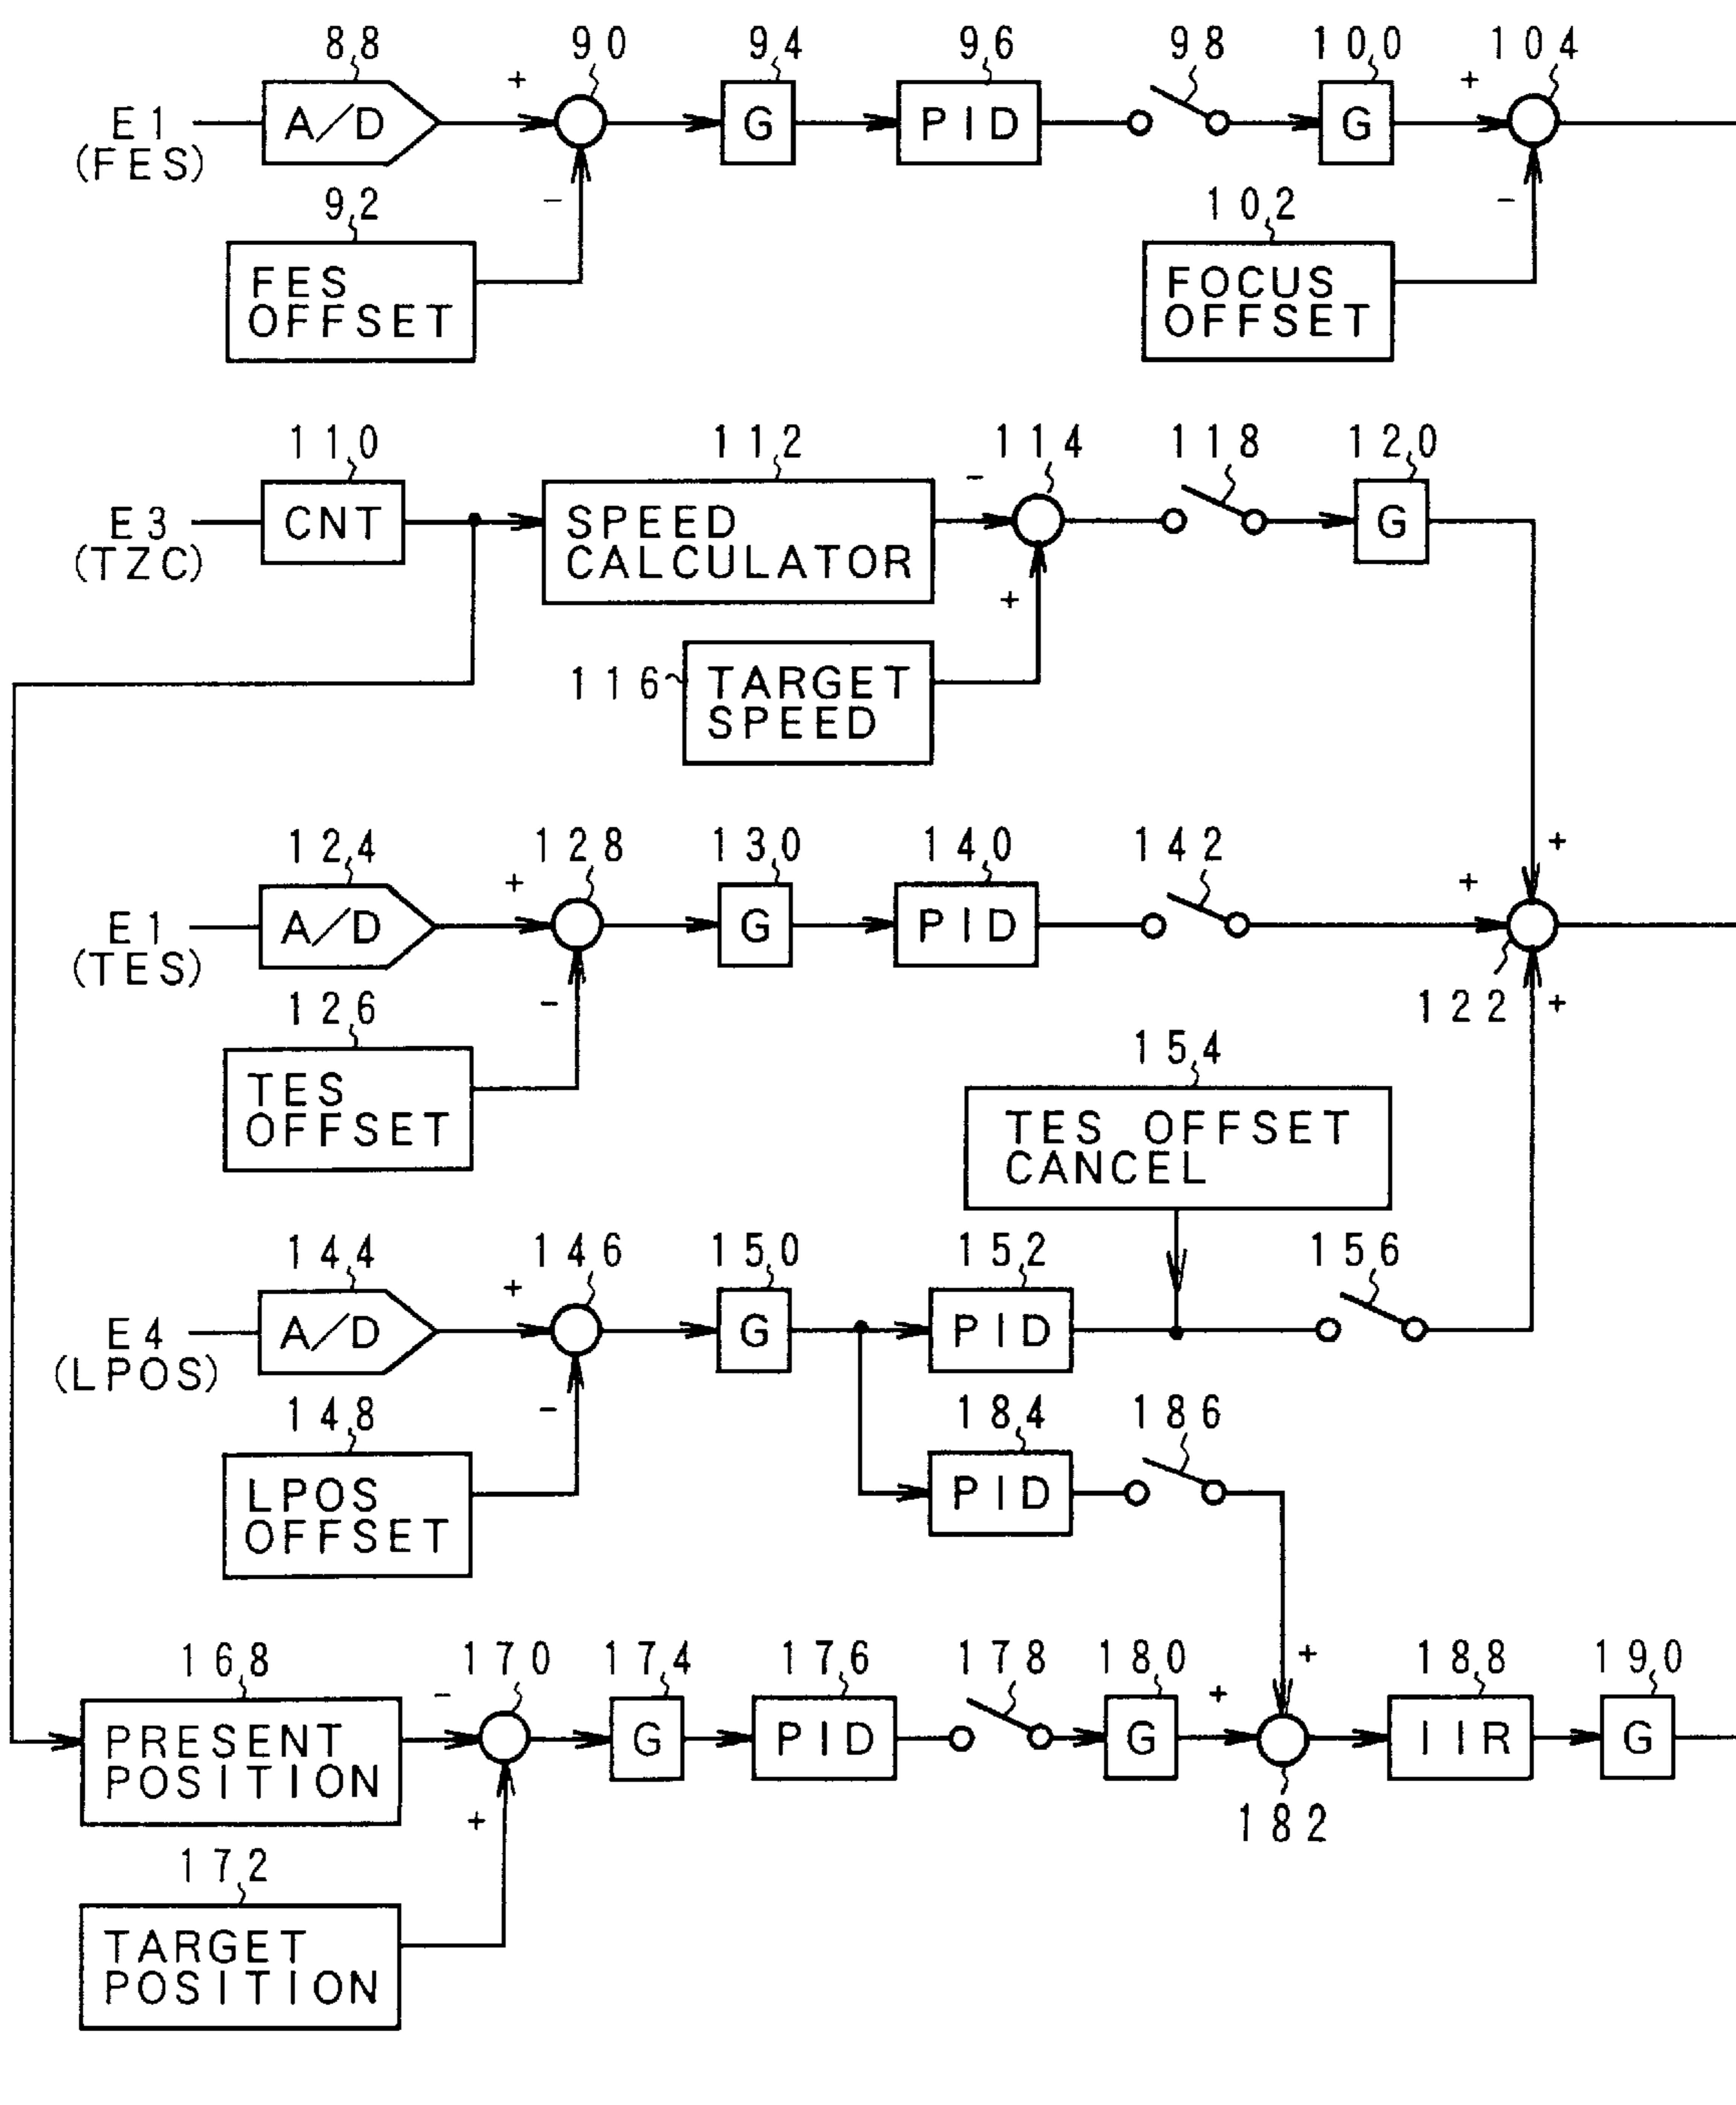 88 90 94 96 98 100 104
+ +
E1 A/D G PID G
(FES)
- -
92 102
FES FOCUS
OFFSET OFFSET
110 112 114 118 120
-
E3 CNT SPEED G
(TZC) CALCULATOR
+
116 TARGET
SPEED
124 128 130 140 142 +
+ +
E1 A/D G PID
(TES)
126 - 122 +
TES 154
OFFSET TES OFFSET
CANCEL
144 146 150 152 156
+
E4 A/D G PID
(LPOS)
148 - 184 186
LPOS PID
OFFSET
168 170 174 176 178 180 + 188 190
- +
PRESENT G PID G IIR G
POSITION
+ 182
172
TARGET
POSITION